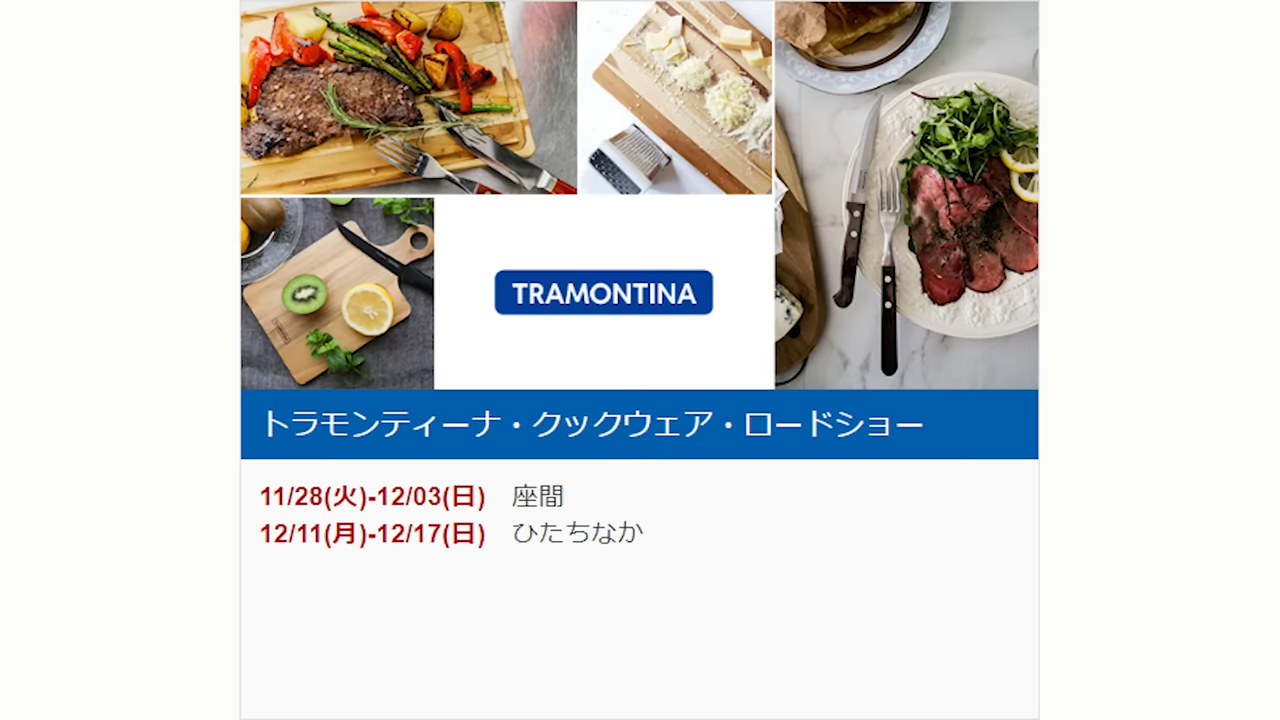 TRAMONTINA
トラモンティーナ・クックウェア・ロードショー
11/28(火)-12/03(日) 座間
12/11(月)-12/17(日) ひたちなか